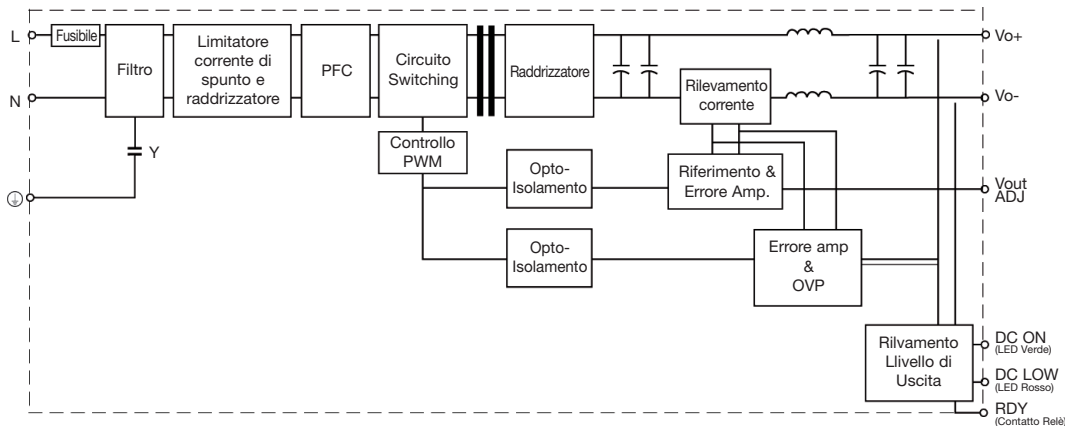 L
Fusibile
N
Filtro
Limitatore
corrente di
spunto e
raddrizzatore
PFC
Circuito
Switching
Raddrizzatore
Rilevamento
corrente
Vo+
Vo-
Y
Controllo
PWM
Opto-
Isolamento
Riferimento &
Errore Amp.
Vout
ADJ
Opto-
Isolamento
Errore amp
&
OVP
Rilvamento
Llivello di
Uscita
DC ON
(LED Verde)
DC LOW
(LED Rosso)
RDY
(Contatto Relè)